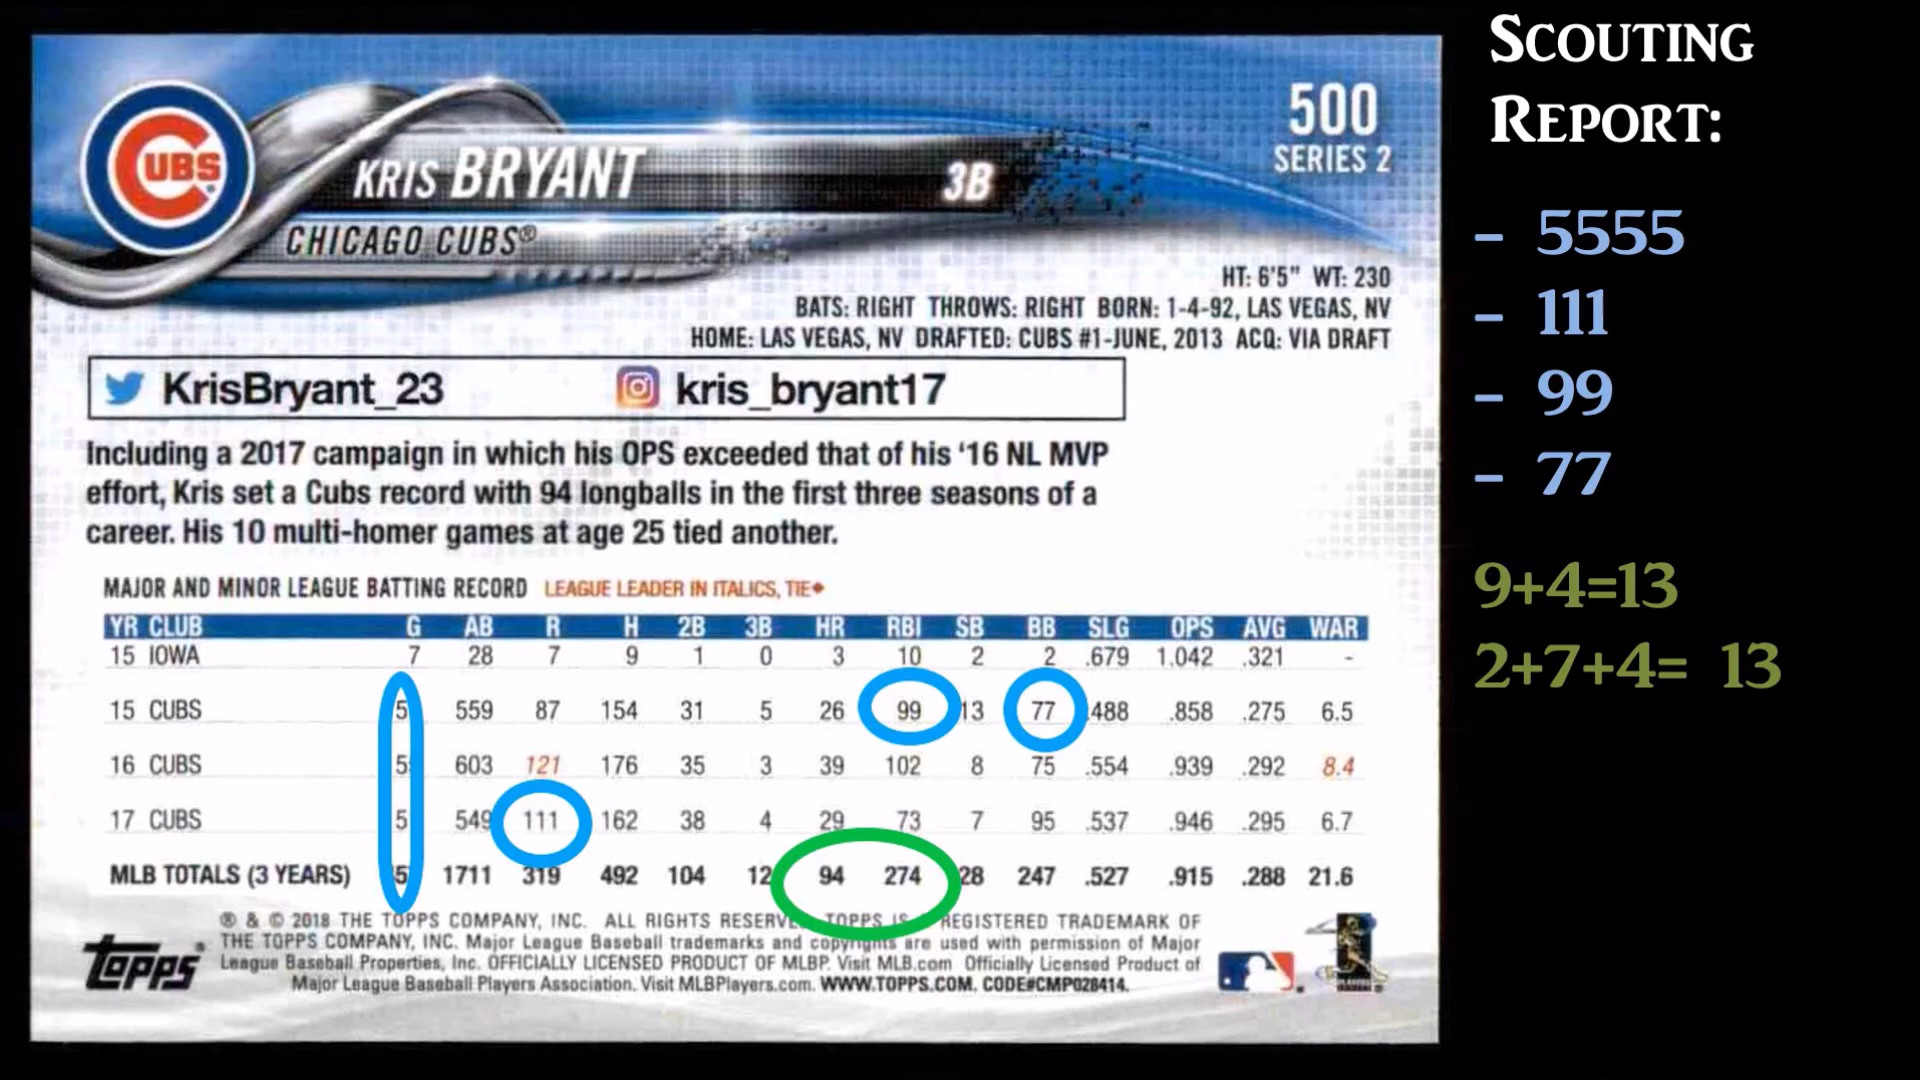 SCOUTING
REPORT:
- 5555
- 111
- 99
- 77
9+4=13
2+7+4= 13
CUBS
KRIS BRYANT
3B
500
SERIES 2
CHICAGO CUBS®
HT: 6'5" WT: 230
BATS: RIGHT THROWS: RIGHT BORN: 1-4-92, LAS VEGAS, NV
HOME: LAS VEGAS, NV DRAFTED: CUBS #1-JUNE, 2013 ACQ: VIA DRAFT
KrisBryant_23 kris_bryant17
Including a 2017 campaign in which his OPS exceeded that of his '16 NL MVP
effort, Kris set a Cubs record with 94 longballs in the first three seasons of a
career. His 10 multi-homer games at age 25 tied another.
MAJOR AND MINOR LEAGUE BATTING RECORD LEAGUE LEADER IN ITALICS, TIE◆
YR CLUB G AB R H 2B 3B HR RBI SB BB SLG OPS AVG WAR
15 IOWA 7 28 7 9 1 0 3 10 2 2 .679 1.042 .321 -
15 CUBS 5 559 87 154 31 5 26 99 13 77 .488 .858 .275 6.5
16 CUBS 5 603 121 176 35 3 39 102 8 75 .554 .939 .292 8.4
17 CUBS 5 549 111 162 38 4 29 73 7 95 .537 .946 .295 6.7
MLB TOTALS (3 YEARS) 5 1711 319 492 104 12 94 274 28 247 .527 .915 .288 21.6
® & © 2018 THE TOPPS COMPANY, INC. ALL RIGHTS RESERVE TOPPS IS REGISTERED TRADEMARK OF
THE TOPPS COMPANY, INC. Major League Baseball trademarks and copyrights are used with permission of Major
League Baseball Properties, Inc. OFFICIALLY LICENSED PRODUCT OF MLBP. Visit MLB.com Officially Licensed Product of
Major League Baseball Players Association. Visit MLBPlayers.com. WWW.TOPPS.COM. CODE#CMP028414.
topps®